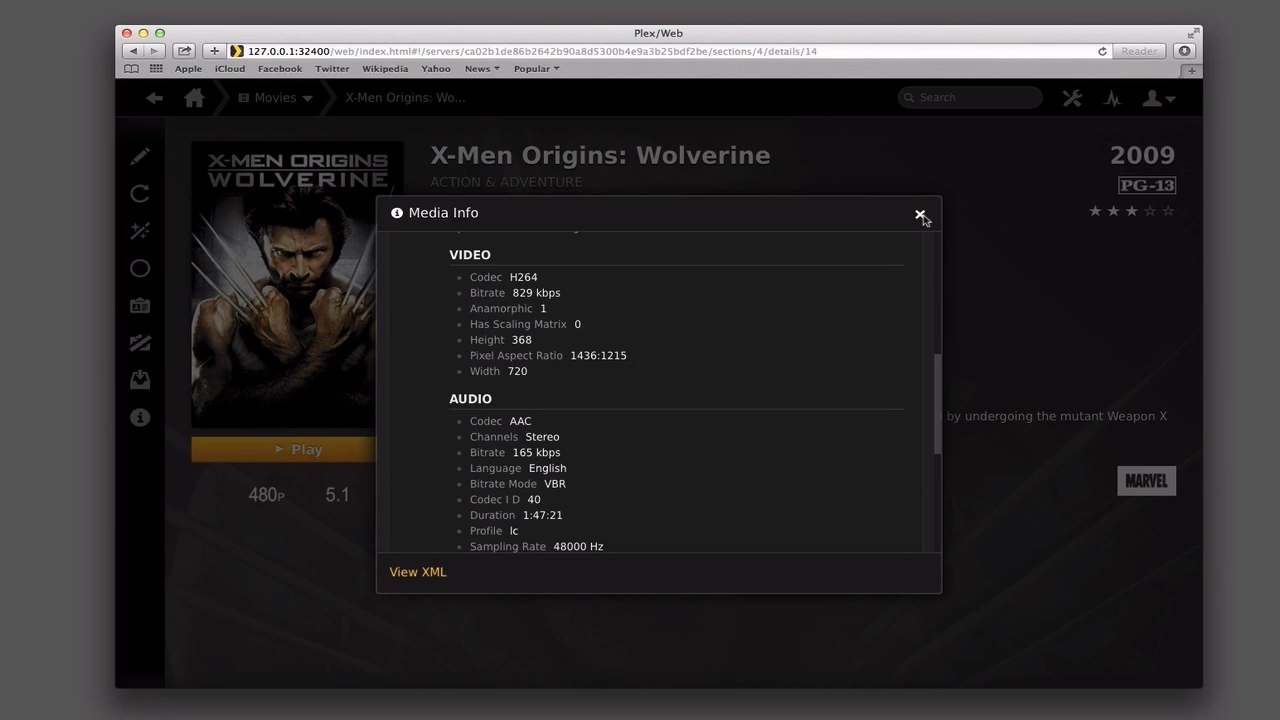 Plex/Web
127.0.0.1:32400/web/index.html#!/servers/ca02b1de86b2642b90a8d5300b4e9a3b25bdf2be/sections/4/details/14
Reader
Apple iCloud Facebook Twitter Wikipedia Yahoo News Popular
Movies X-Men Origins: Wo... Search
X-MEN ORIGINS
WOLVERINE
X-Men Origins: Wolverine 2009
ACTION & ADVENTURE PG-13
Media Info
VIDEO
Codec H264
Bitrate 829 kbps
Anamorphic 1
Has Scaling Matrix 0
Height 368
Pixel Aspect Ratio 1436:1215
Width 720
AUDIO
Codec AAC
Channels Stereo
Bitrate 165 kbps
Language English
Bitrate Mode VBR
Codec I D 40
Duration 1:47:21
Profile lc
Sampling Rate 48000 Hz
View XML
by undergoing the mutant Weapon X
Play
480P 5.1
MARVEL